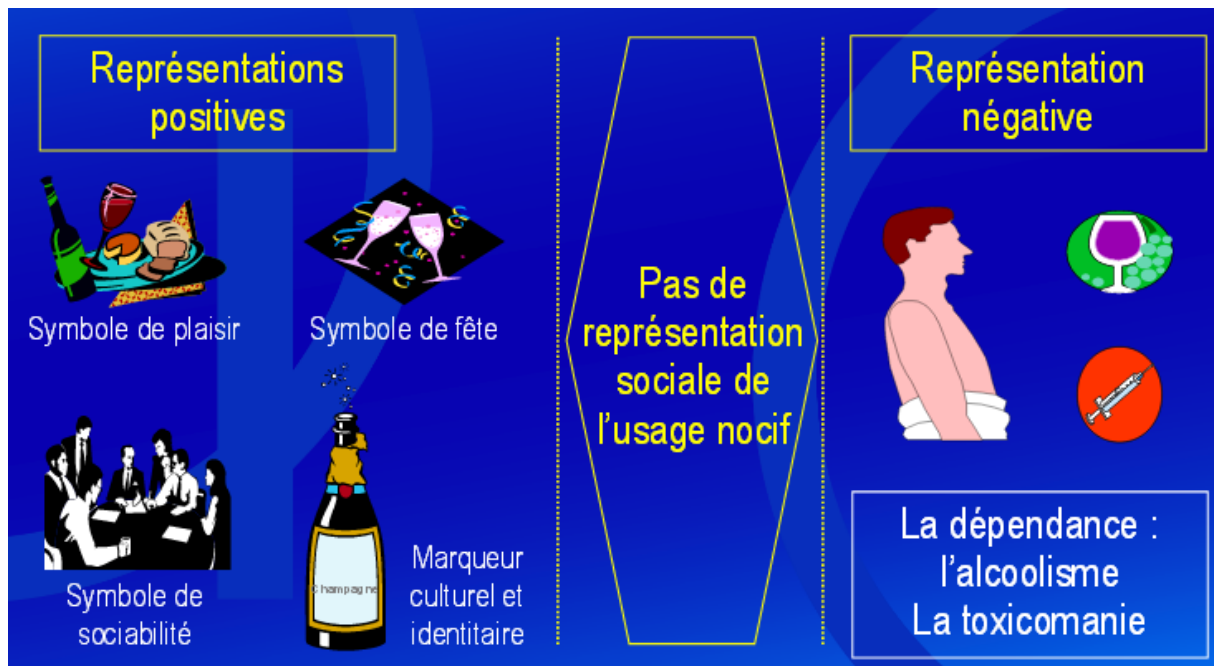 Représentations
positives
Symbole de plaisir
Symbole de fête
Symbole de
sociabilité
Champagne
Marqueur
culturel et
identitaire
Pas de
représentation
sociale de
l'usage nocif
Représentation
négative
La dépendance :
l'alcoolisme
La toxicomanie